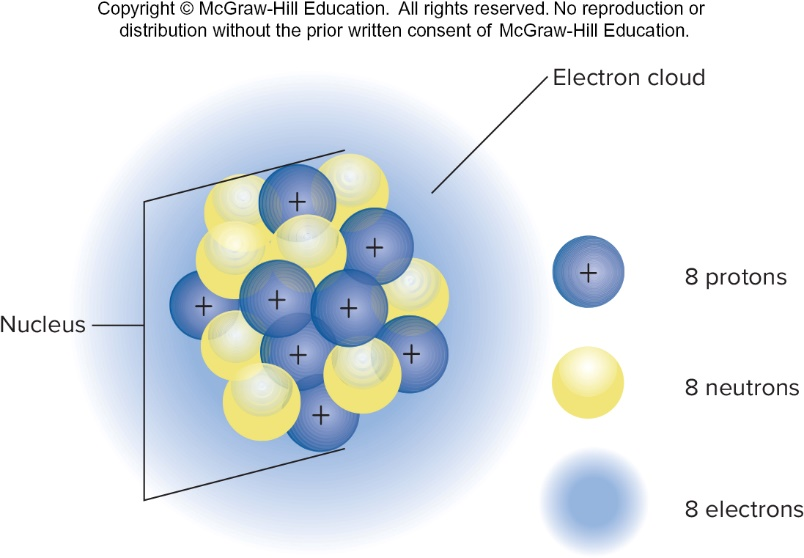 Copyright © McGraw-Hill Education. All rights reserved. No reproduction or
distribution without the prior written consent of McGraw-Hill Education.
Electron cloud
+
+
+
+
+
+
+
+
+
8 protons
Nucleus
8 neutrons
8 electrons